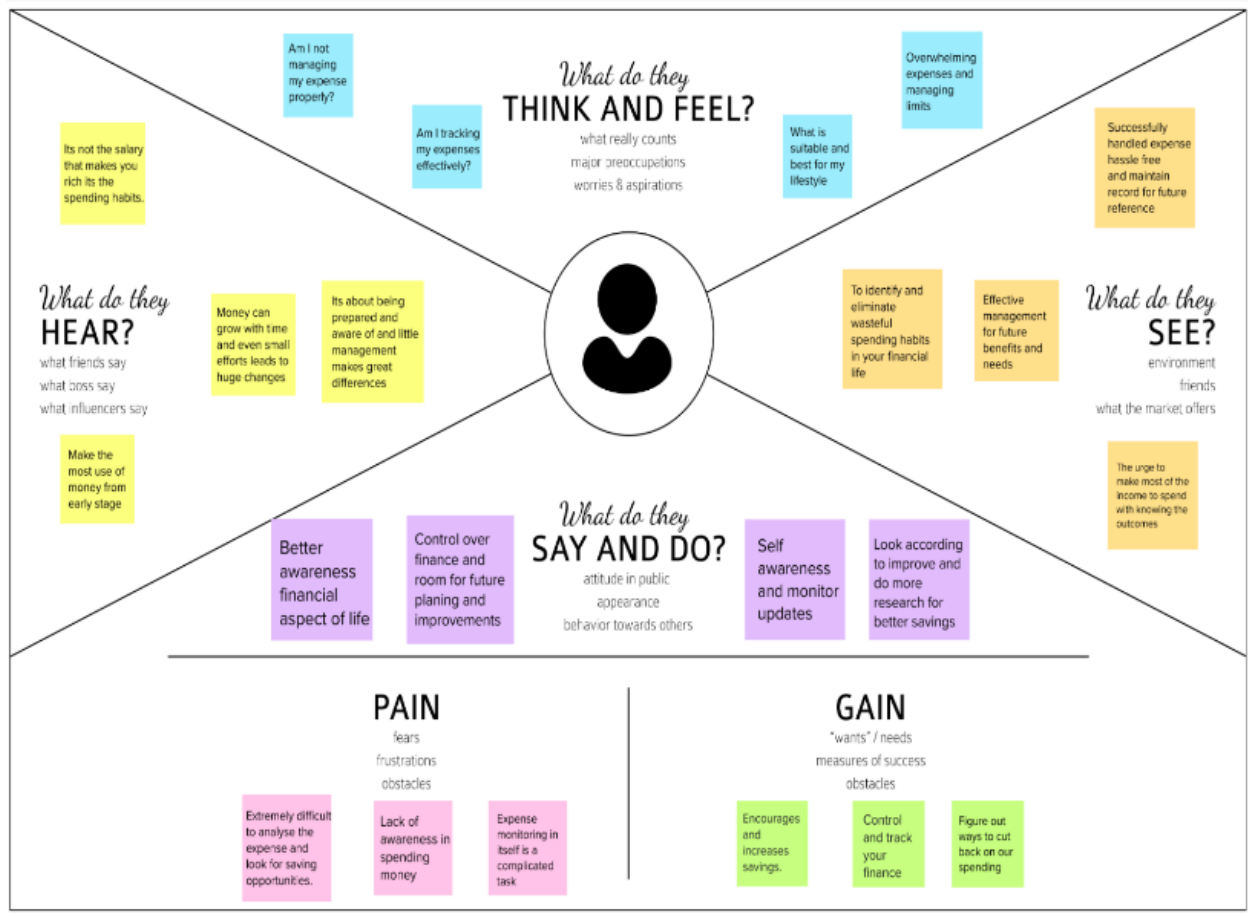 Am I not
managing
my expense
properly?
Am I tracking
my expenses
effectively?
What do they
THINK AND FEEL?
what really counts
major preoccupations
worries & aspirations
What is
suitable and
best for my
lifestyle
Overwhelming
expenses and
managing
limits
Its not the salary
that makes you
rich its the
spending habits.
What do they
HEAR?
what friends say
what boss say
what influencers say
Money can
grow with time
and even small
efforts leads to
huge changes
Its about being
prepared and
aware of and little
management
makes great
differences
Make the
most use of
money from
early stage
Successfully
handled expense
hassle free
and maintain
record for future
reference
To identify and
eliminate
wasteful
spending habits
in your financial
life
Effective
management
for future
benefits and
needs
What do they
SEE?
environment
friends
what the market offers
The urge to
make most of the
income to spend
with knowing the
outcomes
Better
awareness
financial
aspect of life
Control over
finance and
room for future
planing and
improvements
What do they
SAY AND DO?
attitude in public
appearance
behavior towards others
Self
awareness
and monitor
updates
Look according
to improve and
do more
research for
better savings
PAIN
fears
frustrations
obstacles
Extremely difficult
to analyse the
expense and
look for saving
opportunities.
Lack of
awareness in
spending
money
Expense
monitoring in
itself is a
complicated
task
GAIN
"wants" / needs
measures of success
obstacles
Encourages
and
increases
savings.
Control
and track
your
finance
Figure out
ways to cut
back on our
spending